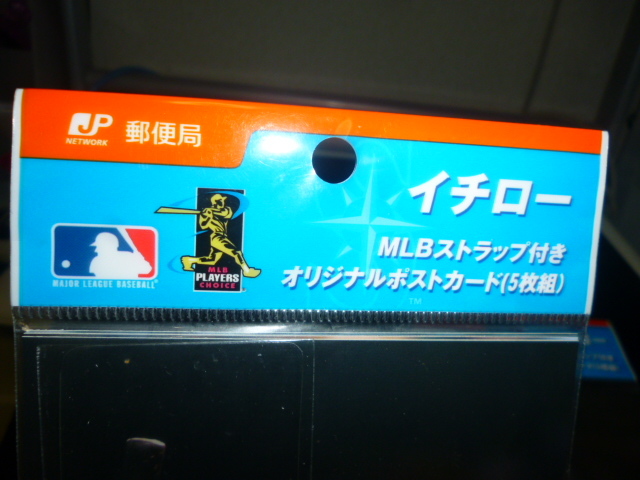 JP
NETWORK
郵便局
イチロー
MLBストラップ付き
オリジナルポストカード(5枚組)
TM
MAJOR LEAGUE BASEBALL
MLB
PLAYERS
CHOICE